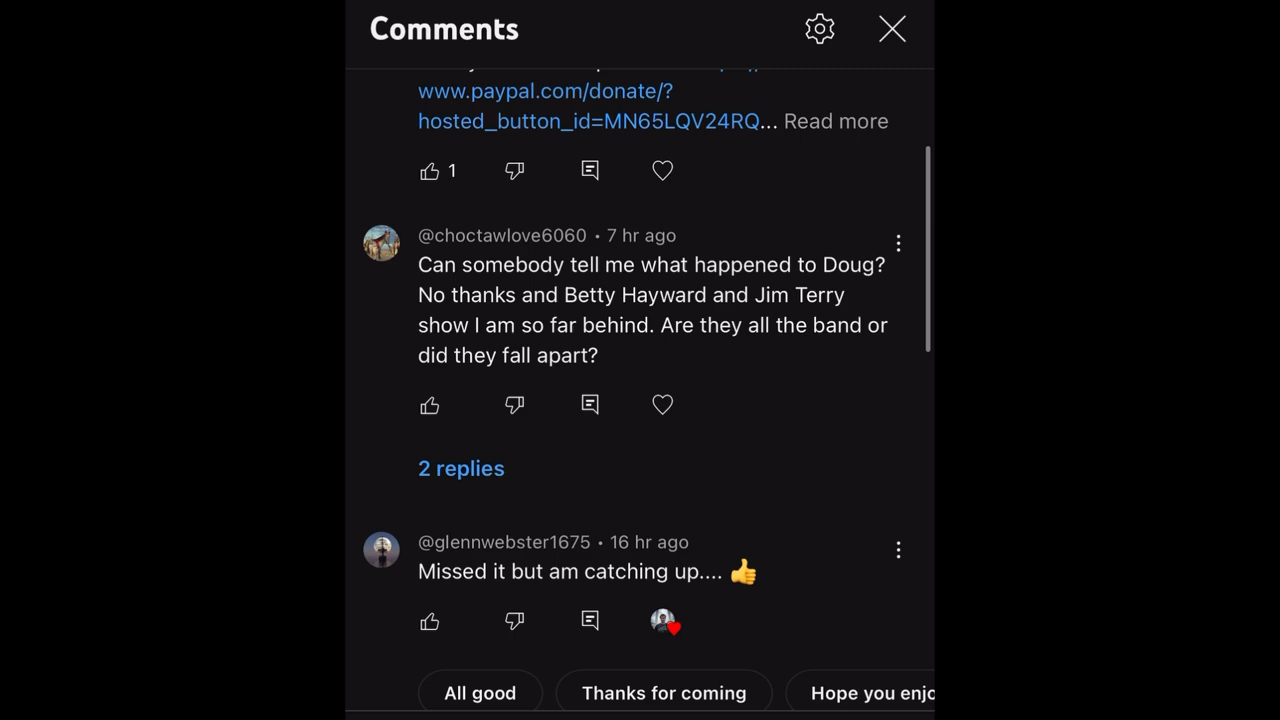 Comments
www.paypal.com/donate/?
hosted_button_id=MN65LQV24RQ... Read more
1
@choctawlove6060 • 7 hr ago
Can somebody tell me what happened to Doug?
No thanks and Betty Hayward and Jim Terry
show I am so far behind. Are they all the band or
did they fall apart?
2 replies
@glennwebster1675 • 16 hr ago
Missed it but am catching up.... 👍
All good
Thanks for coming
Hope you enjo